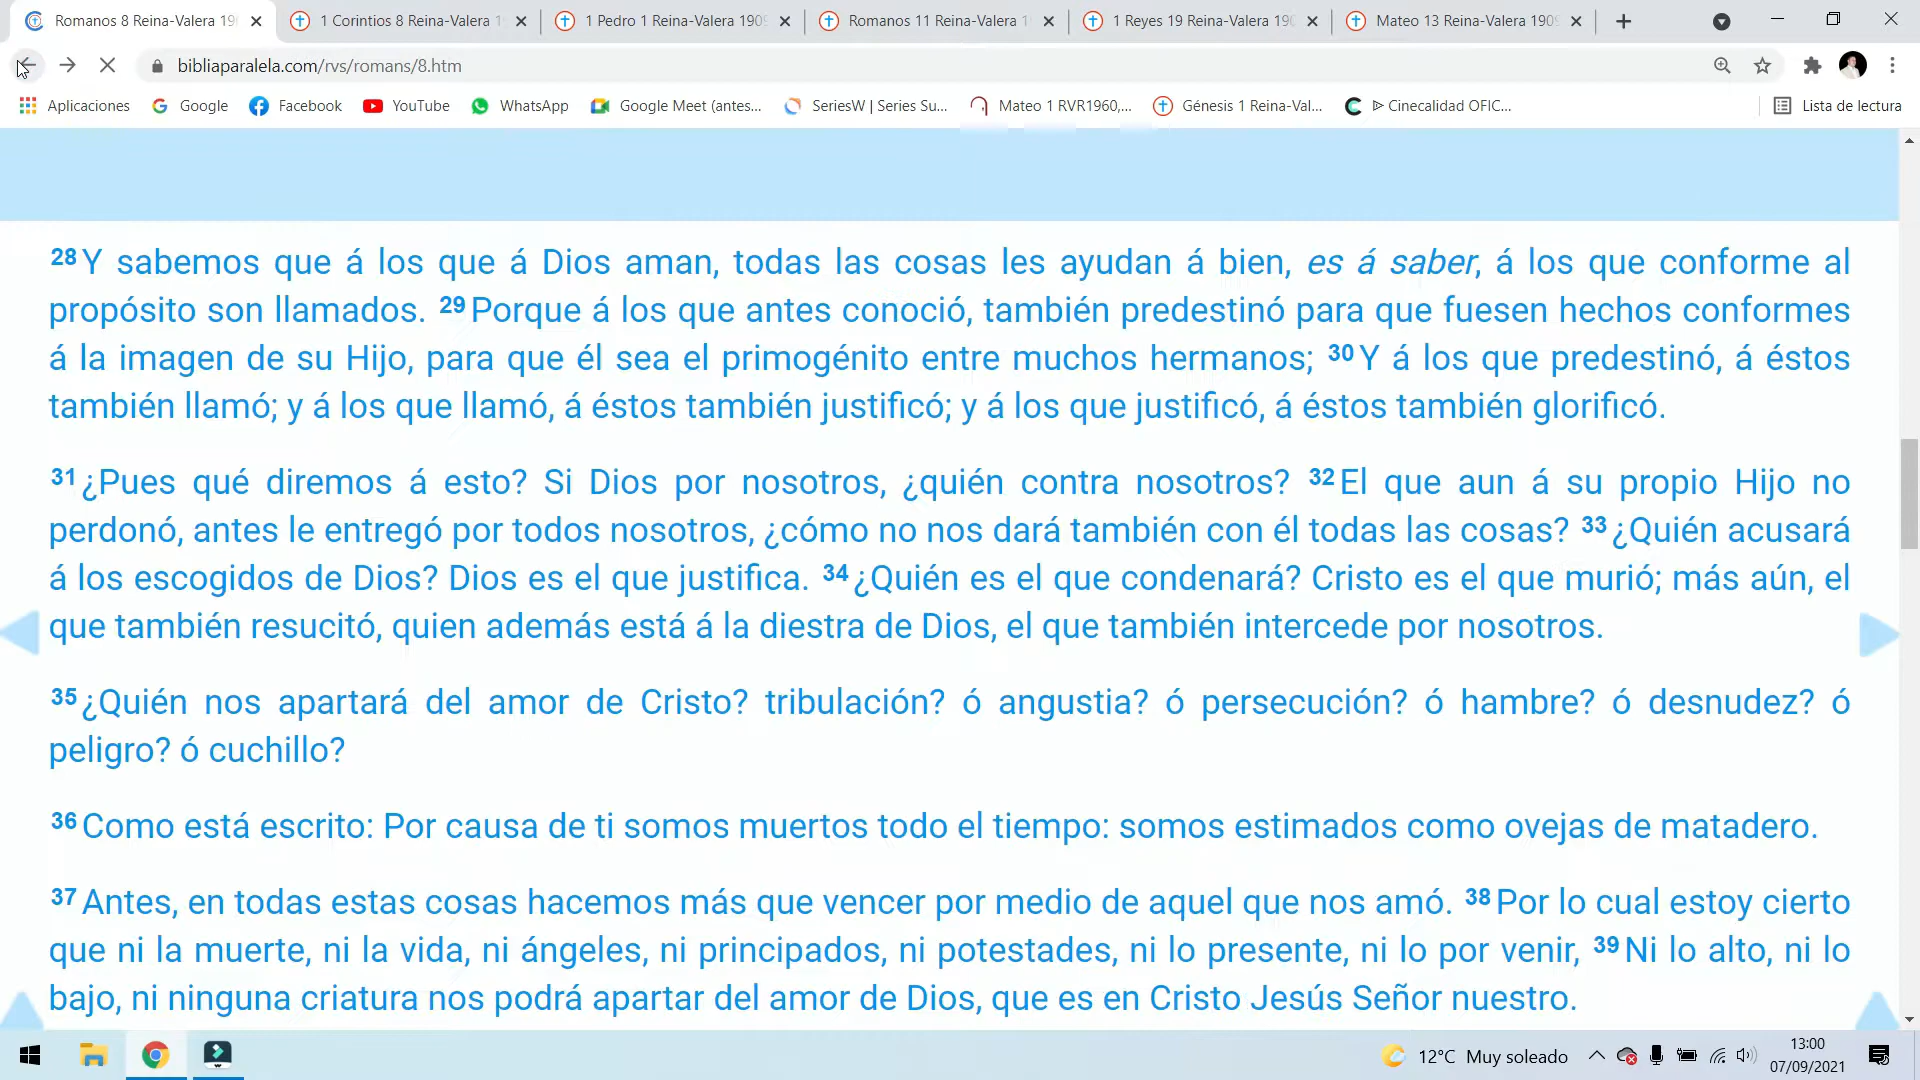 Romanos 8 Reina-Valera 19
1 Corintios 8 Reina-Valera 1
1 Pedro 1 Reina-Valera 190
Romanos 11 Reina-Valera 1
1 Reyes 19 Reina-Valera 190
Mateo 13 Reina-Valera 190
bibliaparalela.com/rvs/romans/8.htm
Aplicaciones
Google
Facebook
YouTube
WhatsApp
Google Meet (antes...
SeriesW | Series Su...
Mateo 1 RVR1960,...
Génesis 1 Reina-Val...
ᐈ Cinecalidad OFIC...
Lista de lectura
28 Y sabemos que á los que á Dios aman, todas las cosas les ayudan á bien, es á saber, á los que conforme al
propósito son llamados. 29 Porque á los que antes conoció, también predestinó para que fuesen hechos conformes
á la imagen de su Hijo, para que él sea el primogénito entre muchos hermanos; 30 Y á los que predestinó, á éstos
también llamó; y á los que llamó, á éstos también justificó; y á los que justificó, á éstos también glorificó.
31 ¿Pues qué diremos á esto? Si Dios por nosotros, ¿quién contra nosotros? 32 El que aun á su propio Hijo no
perdonó, antes le entregó por todos nosotros, ¿cómo no nos dará también con él todas las cosas? 33 ¿Quién acusará
á los escogidos de Dios? Dios es el que justifica. 34 ¿Quién es el que condenará? Cristo es el que murió; más aún, el
que también resucitó, quien además está á la diestra de Dios, el que también intercede por nosotros.
35 ¿Quién nos apartará del amor de Cristo? tribulación? ó angustia? ó persecución? ó hambre? ó desnudez? ó
peligro? ó cuchillo?
36 Como está escrito: Por causa de ti somos muertos todo el tiempo: somos estimados como ovejas de matadero.
37 Antes, en todas estas cosas hacemos más que vencer por medio de aquel que nos amó. 38 Por lo cual estoy cierto
que ni la muerte, ni la vida, ni ángeles, ni principados, ni potestades, ni lo presente, ni lo por venir, 39 Ni lo alto, ni lo
bajo, ni ninguna criatura nos podrá apartar del amor de Dios, que es en Cristo Jesús Señor nuestro.
12°C Muy soleado
13:00
07/09/2021